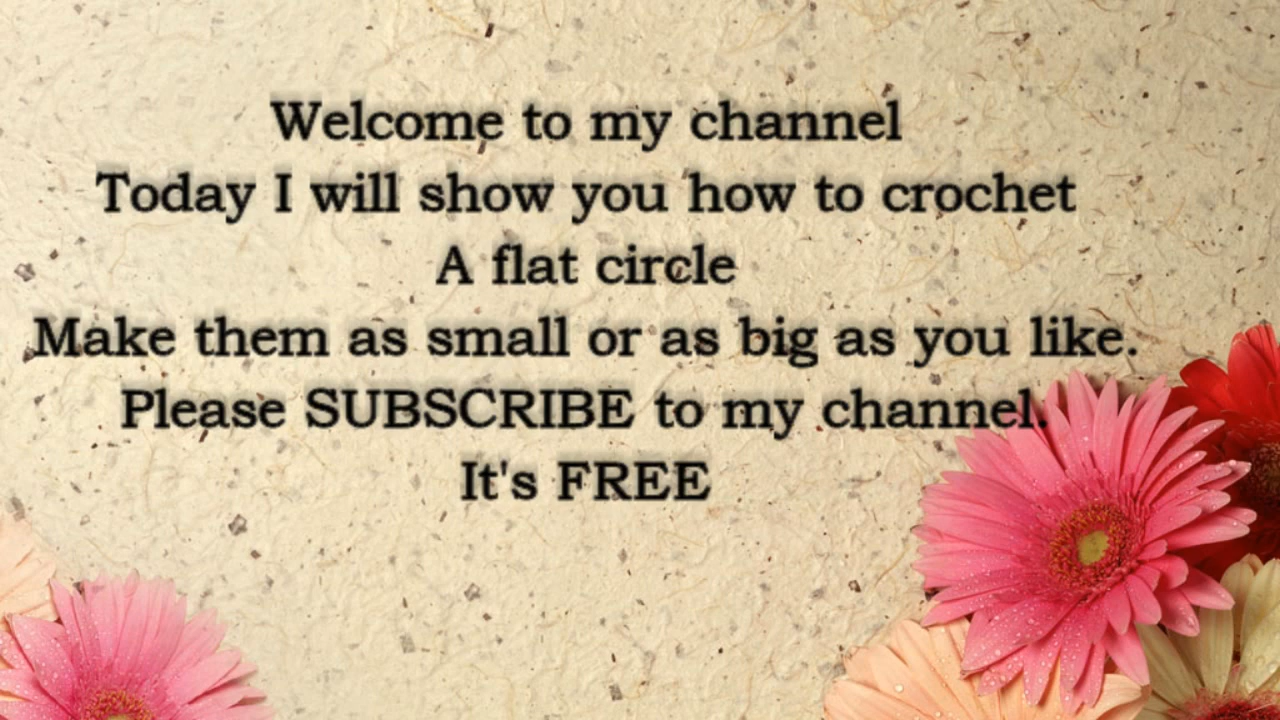 Welcome to my channel
Today I will show you how to crochet
A flat circle
Make them as small or as big as you like.
Please SUBSCRIBE to my channel.
It's FREE